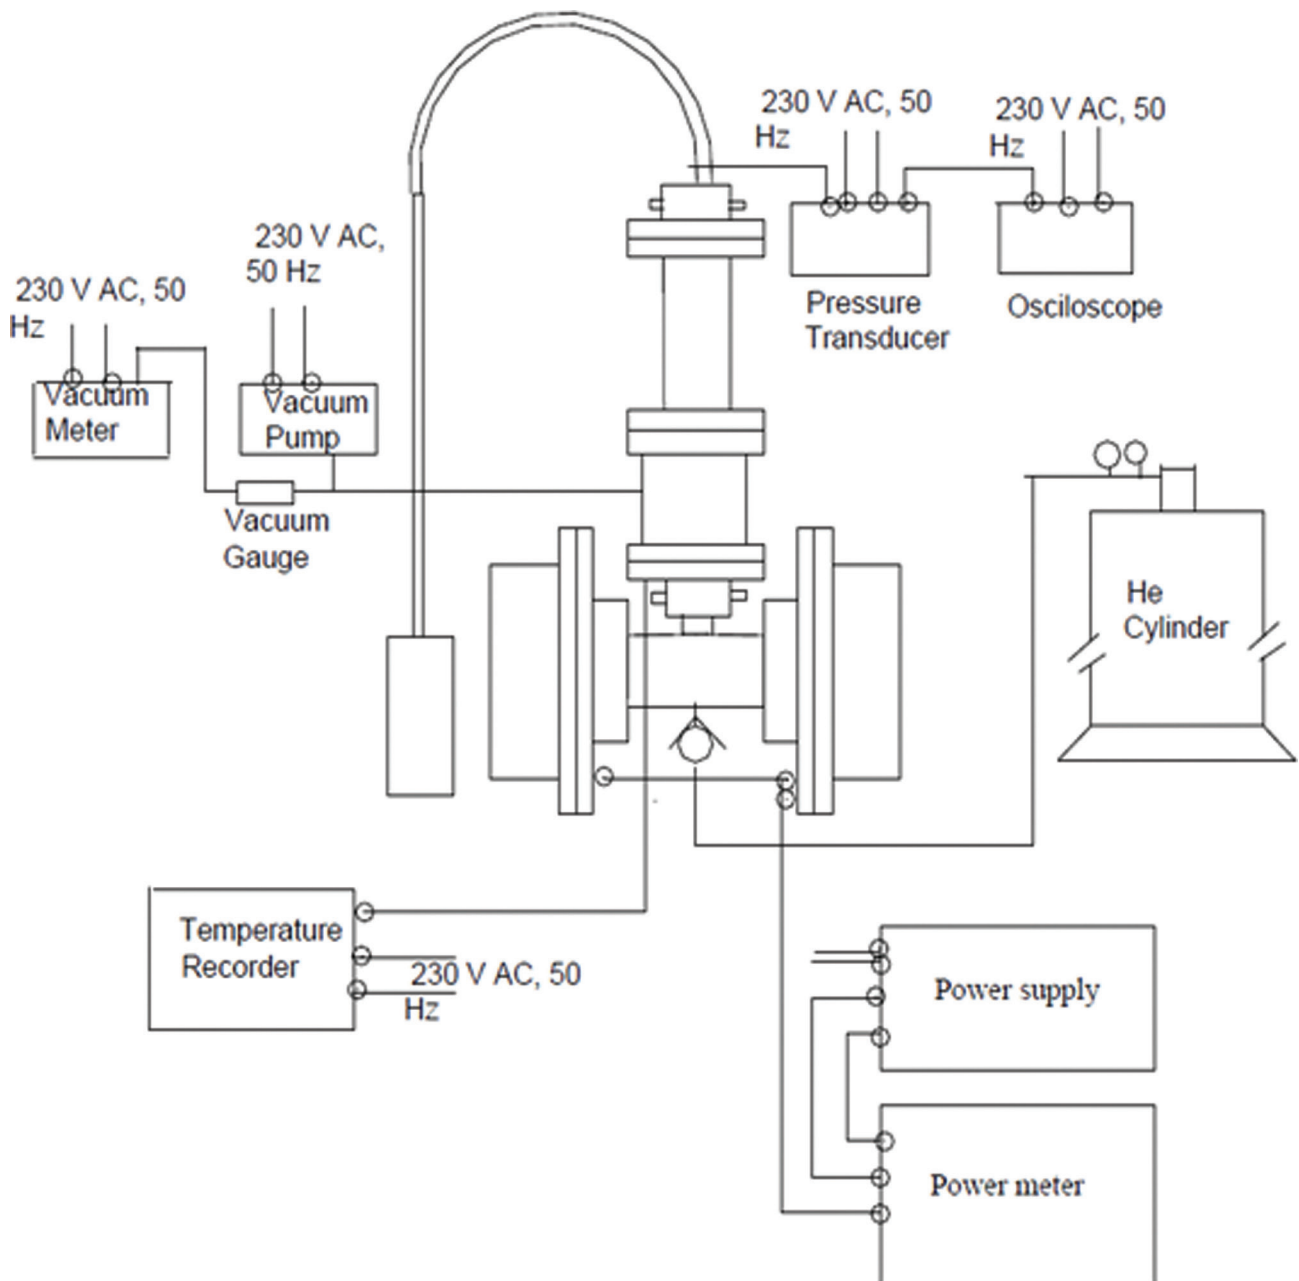 230 V AC, 50
Hz
230 V AC, 50
Hz
230 V AC,
50 Hz
230 V AC, 50
Hz
Pressure
Transducer
Osciloscope
Vacuum
Meter
Vacuum
Pump
Vacuum
Gauge
He
Cylinder
Temperature
Recorder
230 V AC, 50
Hz
Power supply
Power meter